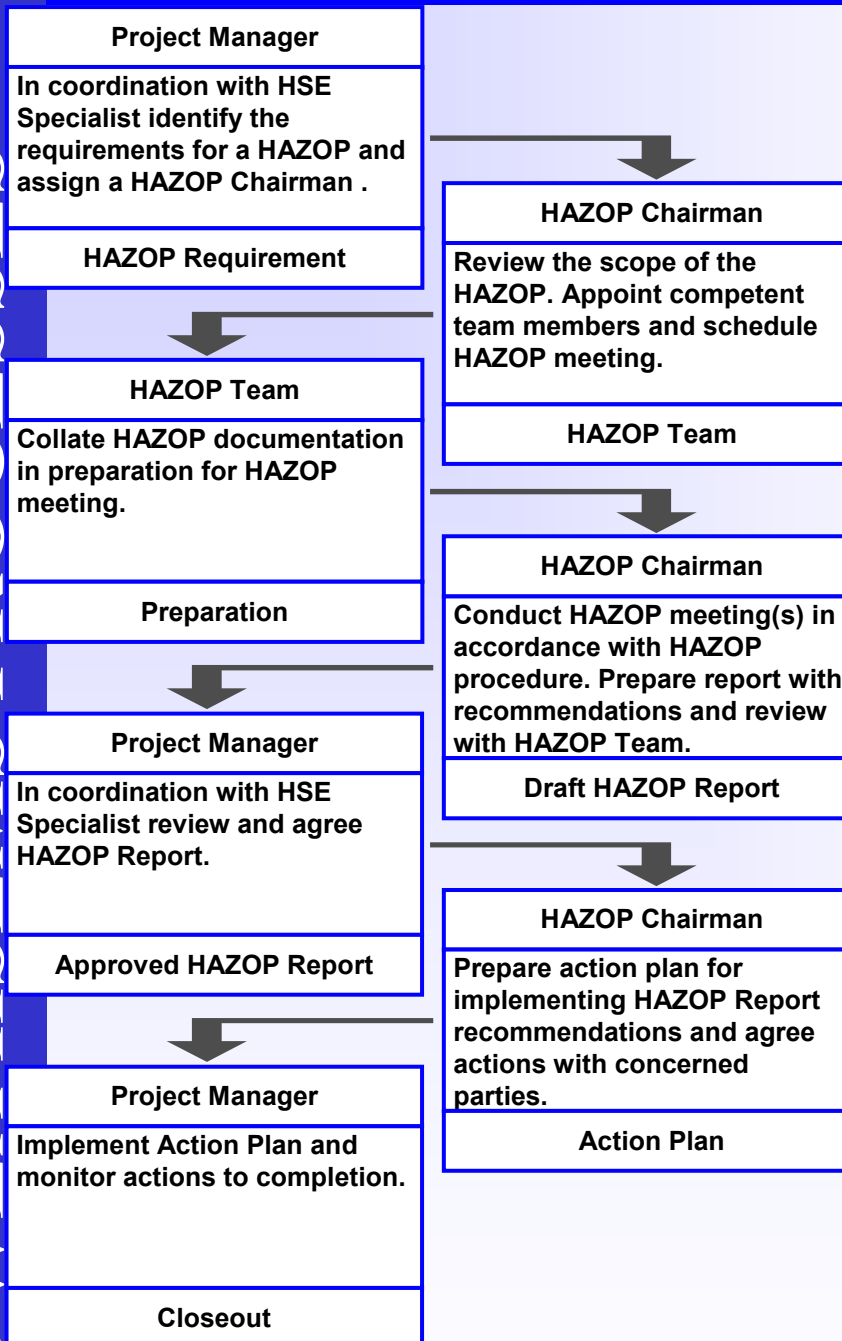 Project Manager
In coordination with HSE
Specialist identify the
requirements for a HAZOP and
assign a HAZOP Chairman .
HAZOP Requirement
HAZOP Chairman
Review the scope of the
HAZOP. Appoint competent
team members and schedule
HAZOP meeting.
HAZOP Team
HAZOP Team
Collate HAZOP documentation
in preparation for HAZOP
meeting.
Preparation
HAZOP Chairman
Conduct HAZOP meeting(s) in
accordance with HAZOP
procedure. Prepare report with
recommendations and review
with HAZOP Team.
Draft HAZOP Report
Project Manager
In coordination with HSE
Specialist review and agree
HAZOP Report.
Approved HAZOP Report
HAZOP Chairman
Prepare action plan for
implementing HAZOP Report
recommendations and agree
actions with concerned
parties.
Action Plan
Project Manager
Implement Action Plan and
monitor actions to completion.
Closeout